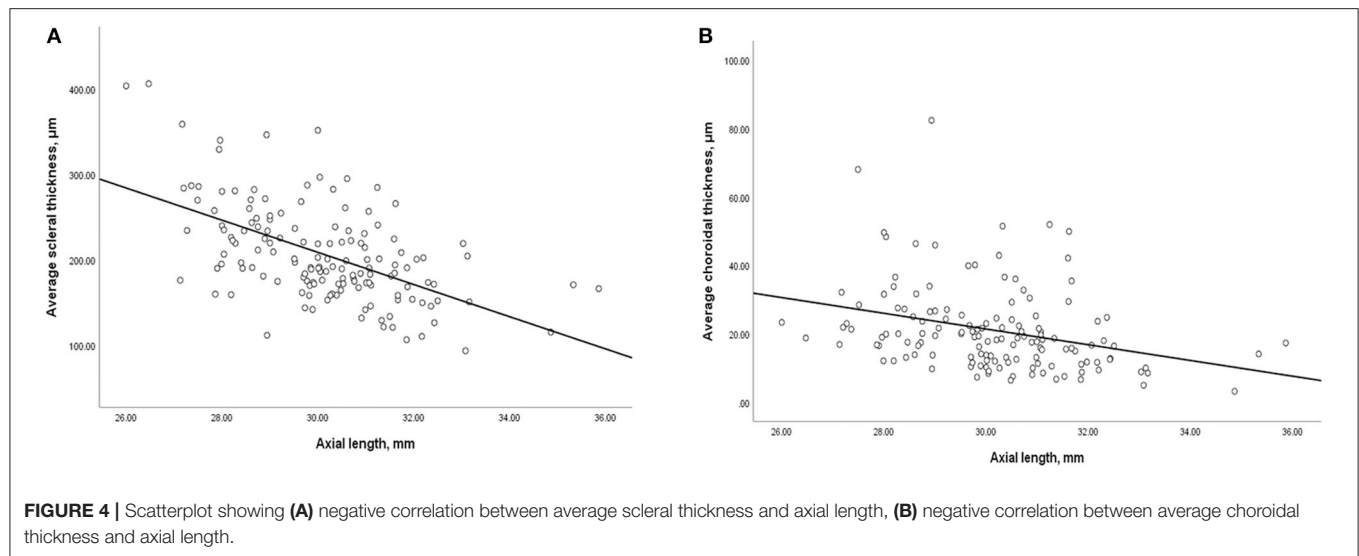 A
Average scleral thickness, µm
400.00
300.00
200.00
100.00
26.00 28.00 30.00 32.00 34.00 36.00
Axial length, mm
B
Average choroidal thickness, µm
100.00
80.00
60.00
40.00
20.00
.00
26.00 28.00 30.00 32.00 34.00 36.00
Axial length, mm
FIGURE 4 | Scatterplot showing (A) negative correlation between average scleral thickness and axial length, (B) negative correlation between average choroidal
thickness and axial length.